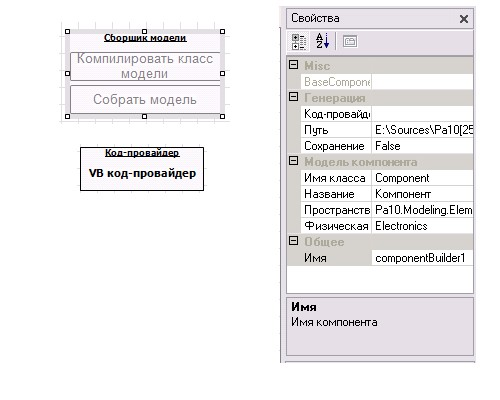 Сборщик модели
Компилировать класс
модели
Собрать модель
Код-провайдер
VB код-провайдер
Свойства
Misc
BaseCompone
Генерация
Код-провайде
Путь E:\Sources\Pa10[25
Сохранение False
Модель компонента
Имя класса Component
Название Компонент
Пространств Pa10.Modeling.Elem
Физическая Electronics
Общее
Имя componentBuilder1
Имя
Имя компонента